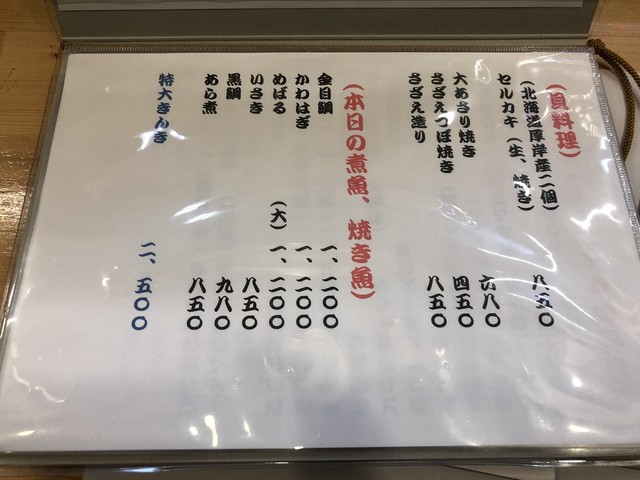 (貝料理)
(北海道厚岸産二個)
セルカキ(生、焼き) 八五〇
大あさり焼き 六八〇
さざえつぼ焼き 四五〇
さざえ造り 八五〇
(本日の煮魚、焼き魚)
金目鯛 一、二〇〇
かわはぎ 一、二〇〇
めばる (大) 一、二〇〇
いさき 八五〇
黒鯛 九八〇
あら煮 八五〇
特大きんき 二、五〇〇